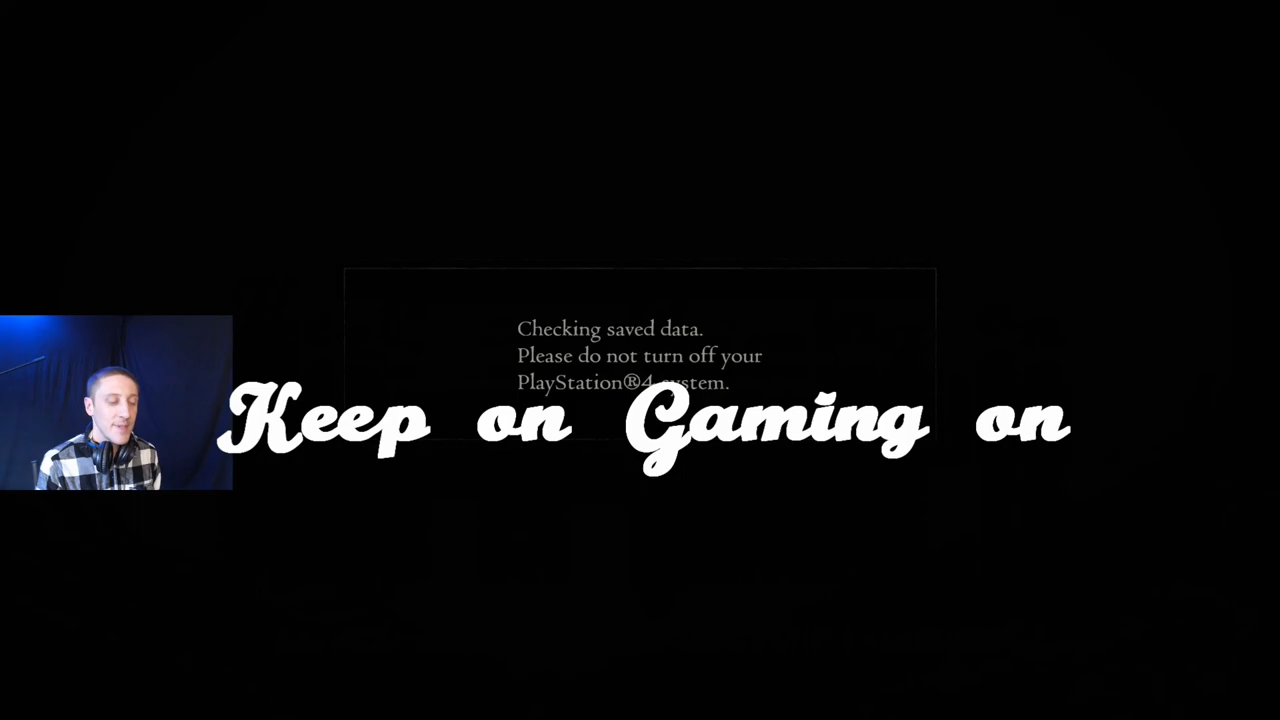 Checking saved data.
Please do not turn off your
PlayStation®4 system.
Keep on Gaming on